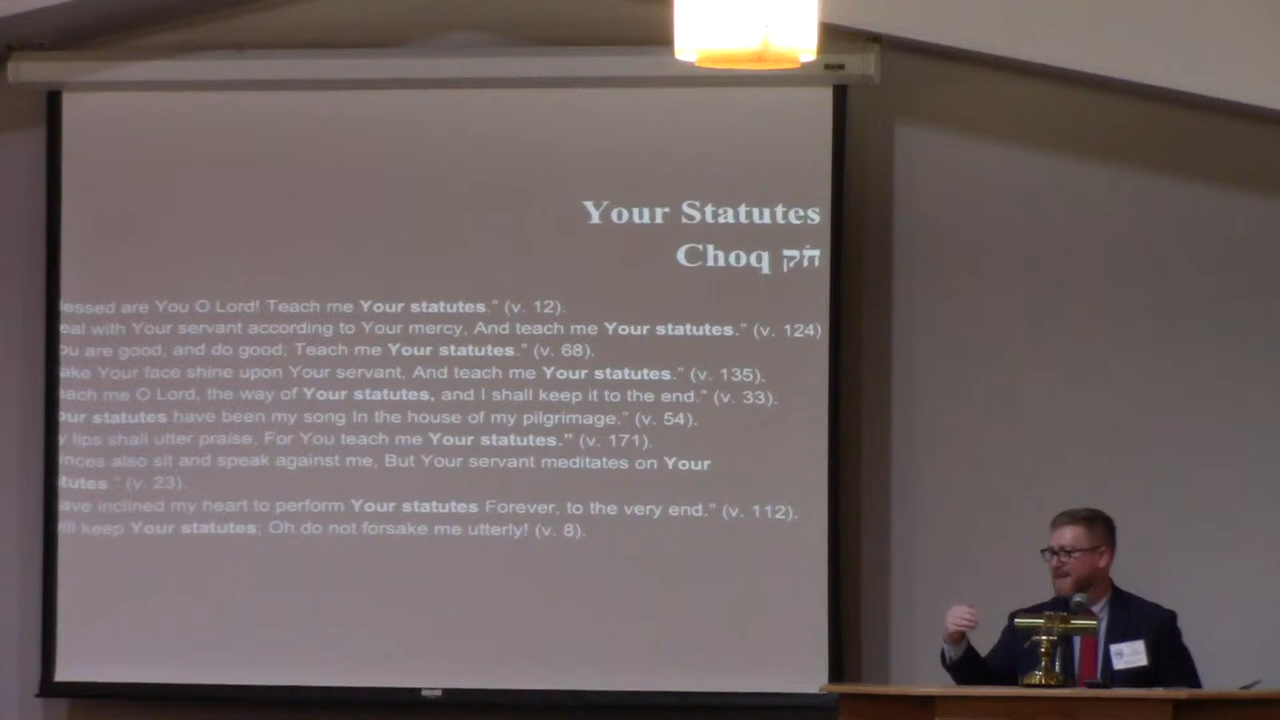 Your Statutes
Choq חֹק
lessed are You O Lord! Teach me Your statutes." (v. 12).
eal with Your servant according to Your mercy, And teach me Your statutes." (v. 124)
ou are good, and do good; Teach me Your statutes." (v. 68).
ake Your face shine upon Your servant, And teach me Your statutes." (v. 135).
each me O Lord, the way of Your statutes, and I shall keep it to the end." (v. 33).
our statutes have been my song In the house of my pilgrimage." (v. 54).
y lips shall utter praise, For You teach me Your statutes." (v. 171).
inces also sit and speak against me, But Your servant meditates on Your
tutes." (v. 23).
ave inclined my heart to perform Your statutes Forever, to the very end." (v. 112).
ill keep Your statutes; Oh do not forsake me utterly! (v. 8).